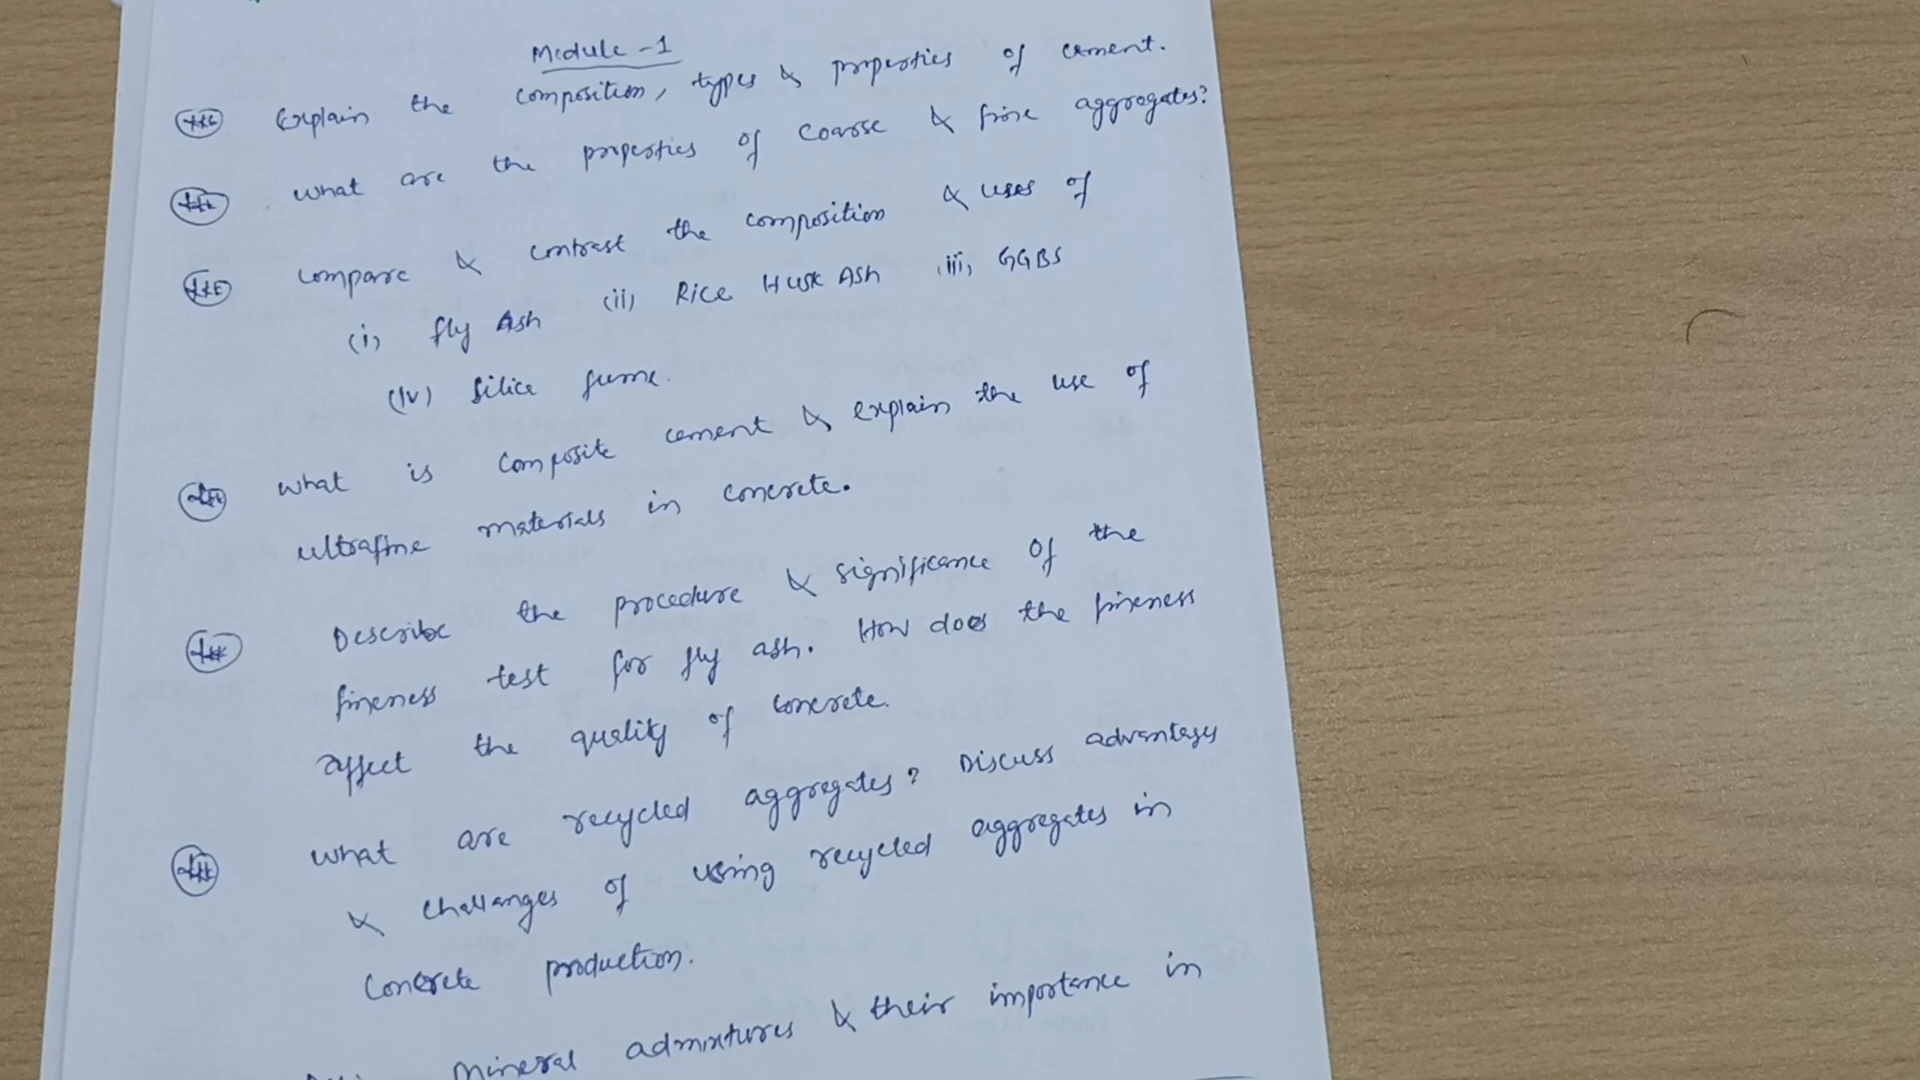 Module - 1
Explain the composition, types & properties of cement.
What are the properties of coarse & fine aggregates?
compare & contrast the composition & uses of
(i) fly Ash (ii) Rice Husk Ash (iii) GGBS
(iv) Silice fume.
What is composite cement & explain the use of
ultrafine materials in concrete.
Describe the procedure & significance of the
fineness test for fly ash. How does the fineness
affect the quality of concrete.
What are recycled aggregates? Discuss advantages
& challanges of using recycled aggregates in
Concrete production.
Mineral admixtures & their importance in